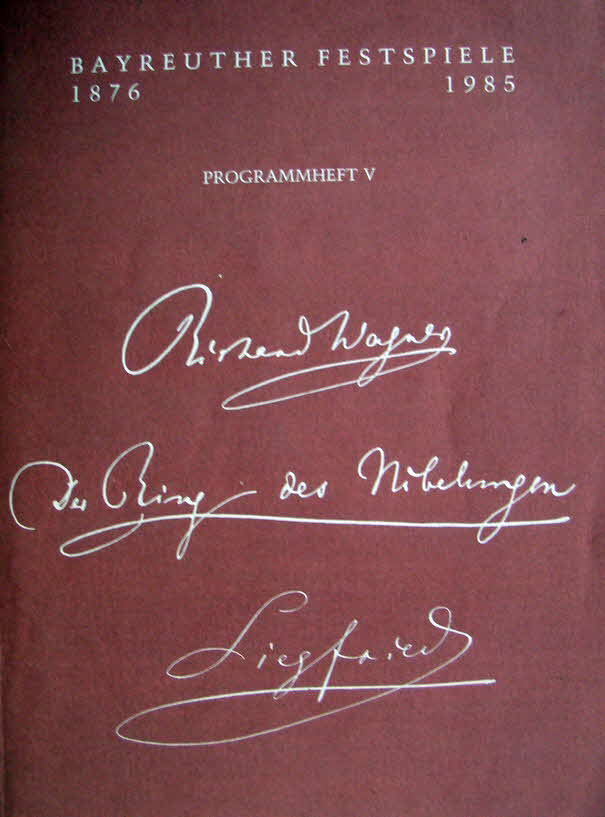 BAYREUTHER FESTSPIELE
1876 1985
PROGRAMMHEFT V
Richard Wagner
Der Ring des Nibelungen
Siegfried